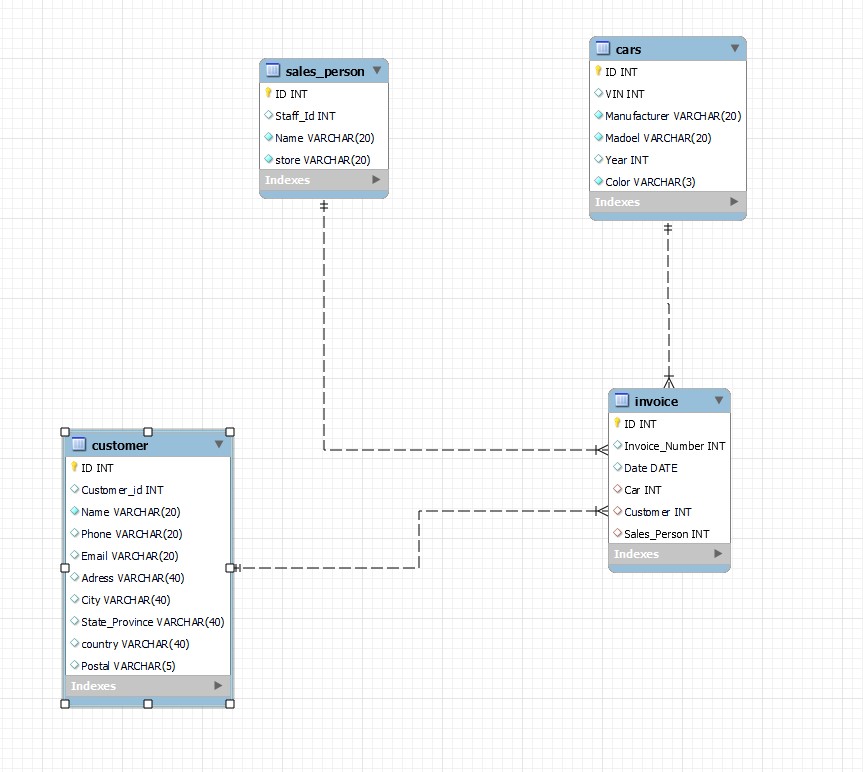 sales_person
ID INT
Staff_Id INT
Name VARCHAR(20)
store VARCHAR(20)
Indexes
cars
ID INT
VIN INT
Manufacturer VARCHAR(20)
Madoel VARCHAR(20)
Year INT
Color VARCHAR(3)
Indexes
customer
ID INT
Customer_id INT
Name VARCHAR(20)
Phone VARCHAR(20)
Email VARCHAR(20)
Adress VARCHAR(40)
City VARCHAR(40)
State_Province VARCHAR(40)
country VARCHAR(40)
Postal VARCHAR(5)
Indexes
invoice
ID INT
Invoice_Number INT
Date DATE
Car INT
Customer INT
Sales_Person INT
Indexes